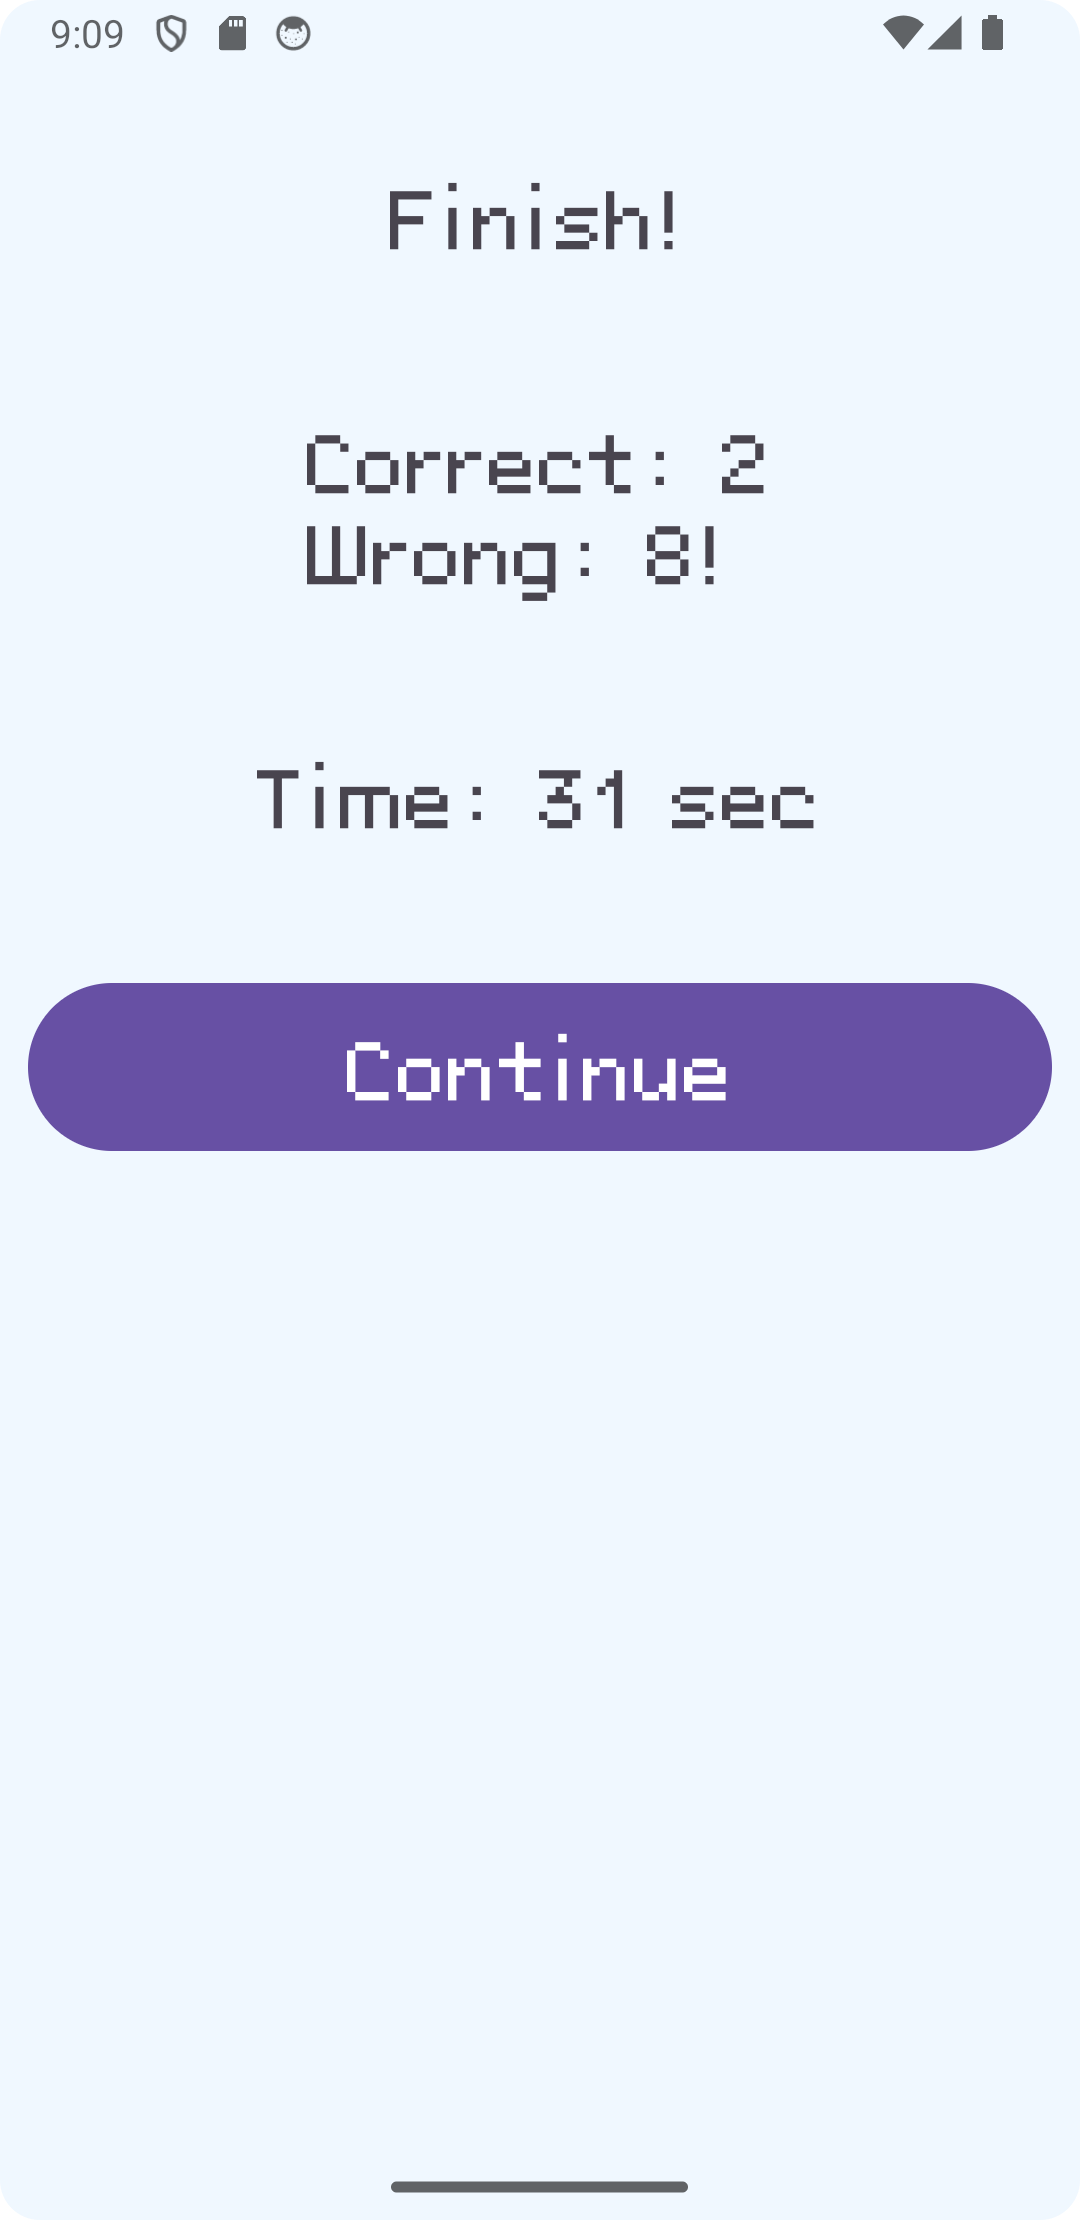 9:09
Finish!
Correct: 2
Wrong: 8!
Time: 31 sec
Continue